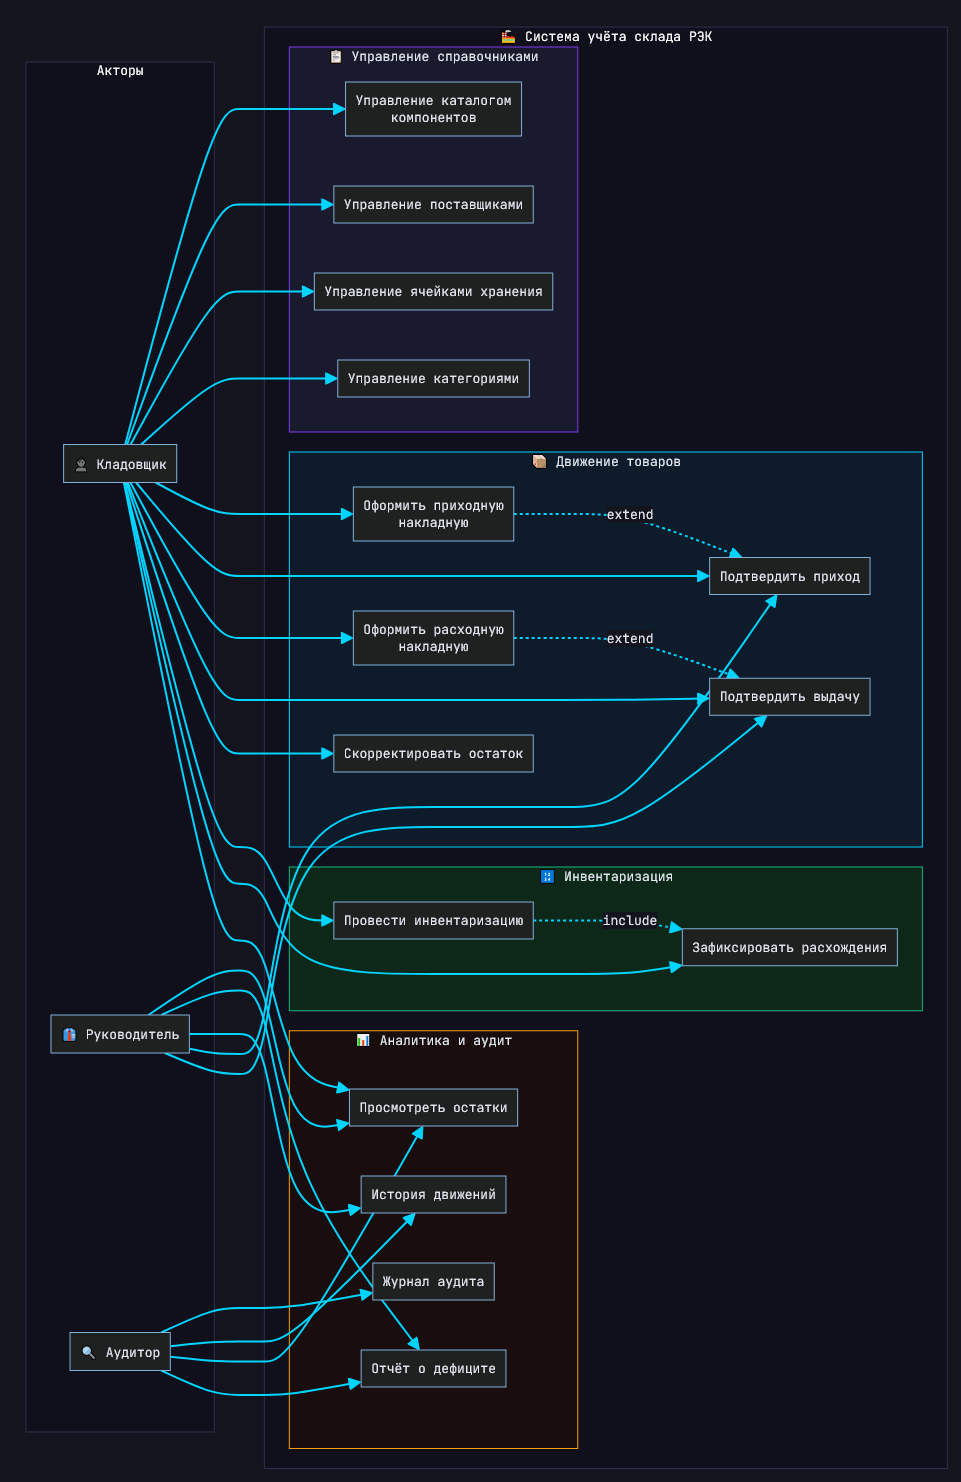 🏭 Система учёта склада РЭК
Акторы
📋 Управление справочниками
Управление каталогом
компонентов
Управление поставщиками
Управление ячейками хранения
Управление категориями
Кладовщик
📦 Движение товаров
Оформить приходную
накладную
extend
Подтвердить приход
Оформить расходную
накладную
extend
Подтвердить выдачу
Скорректировать остаток
🔢 Инвентаризация
Провести инвентаризацию
include
Зафиксировать расхождения
👔 Руководитель
📊 Аналитика и аудит
Просмотреть остатки
История движений
Журнал аудита
🔍 Аудитор
Отчёт о дефиците